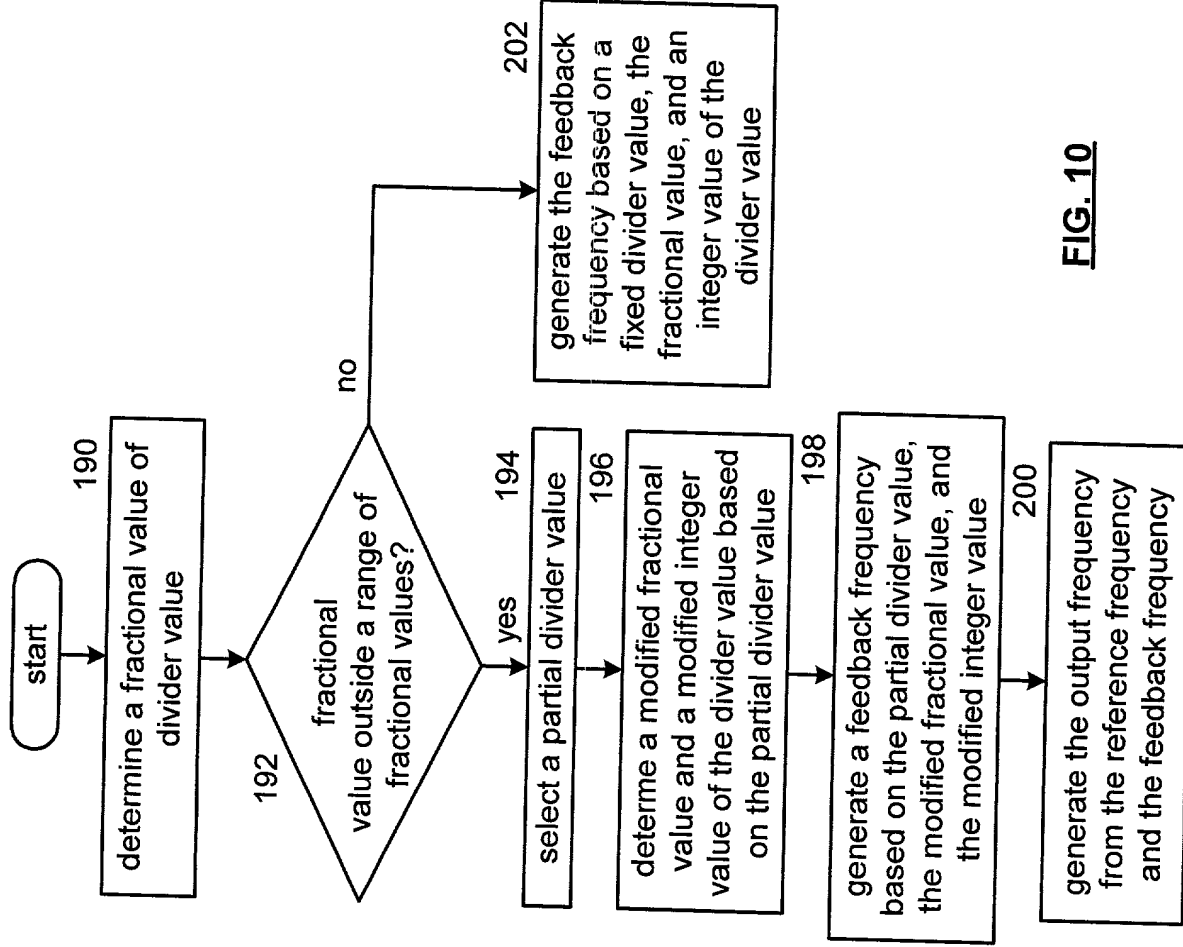 start
190
determine a fractional value of
divider value
192
fractional
value outside a range of
fractional values?
no
yes
202
generate the feedback
frequency based on a
fixed divider value, the
fractional value, and an
integer value of the
divider value
194
select a partial divider value
196
determe a modified fractional
value and a modified integer
value of the divider value based
on the partial divider value
198
generate a feedback frequency
based on the partial divider value,
the modified fractional value, and
the modified integer value
200
generate the output frequency
from the reference frequency
and the feedback frequency
FIG. 10